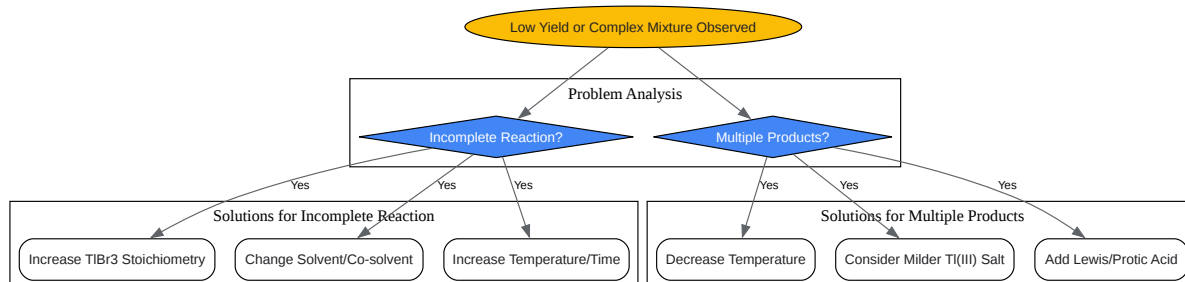 Low Yield or Complex Mixture Observed
Problem Analysis
Incomplete Reaction?
Multiple Products?
Yes
Yes
Yes
Yes
Yes
Yes
Solutions for Incomplete Reaction
Solutions for Multiple Products
Increase TlBr3 Stoichiometry
Change Solvent/Co-solvent
Increase Temperature/Time
Decrease Temperature
Consider Milder Tl(III) Salt
Add Lewis/Protic Acid